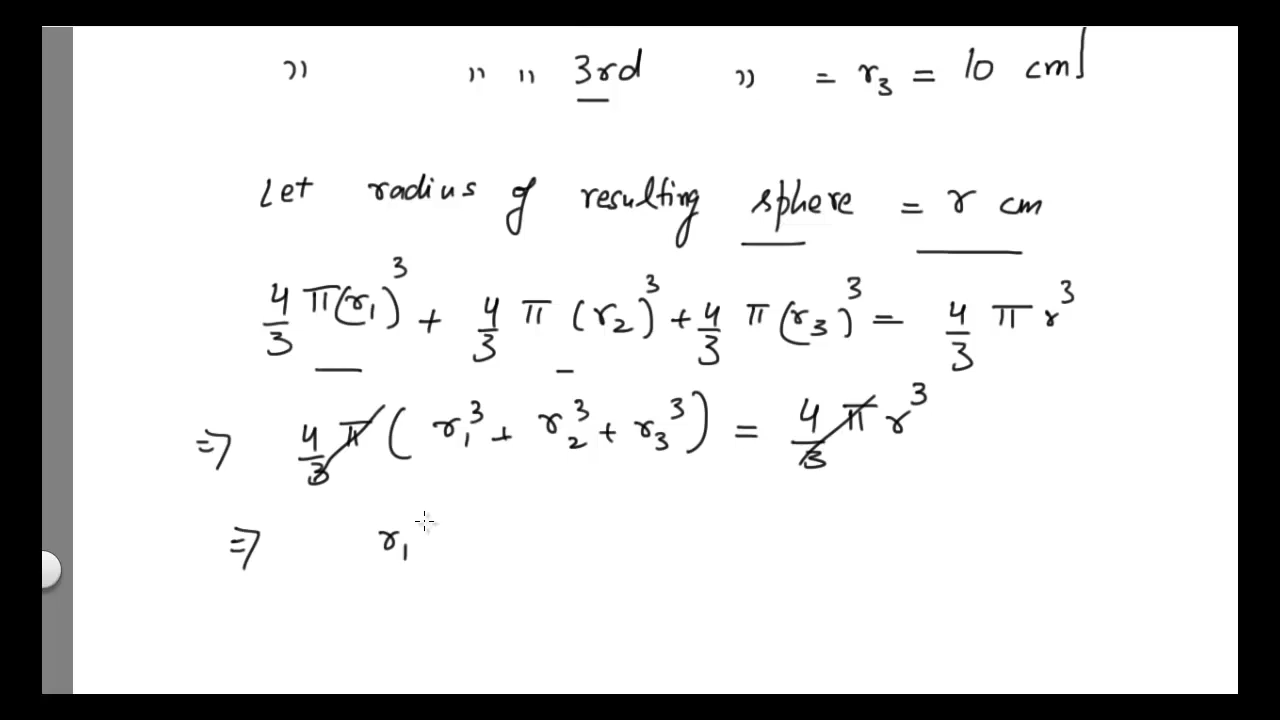 " " " 3rd " = r₃ = 10 cm
Let radius of resulting sphere = r cm
4/3 π(r₁)³ + 4/3 π (r₂)³ + 4/3 π (r₃)³ = 4/3 π r³
⇒ 4/3 π ( r₁³ + r₂³ + r₃³ ) = 4/3 π r³
⇒ r₁